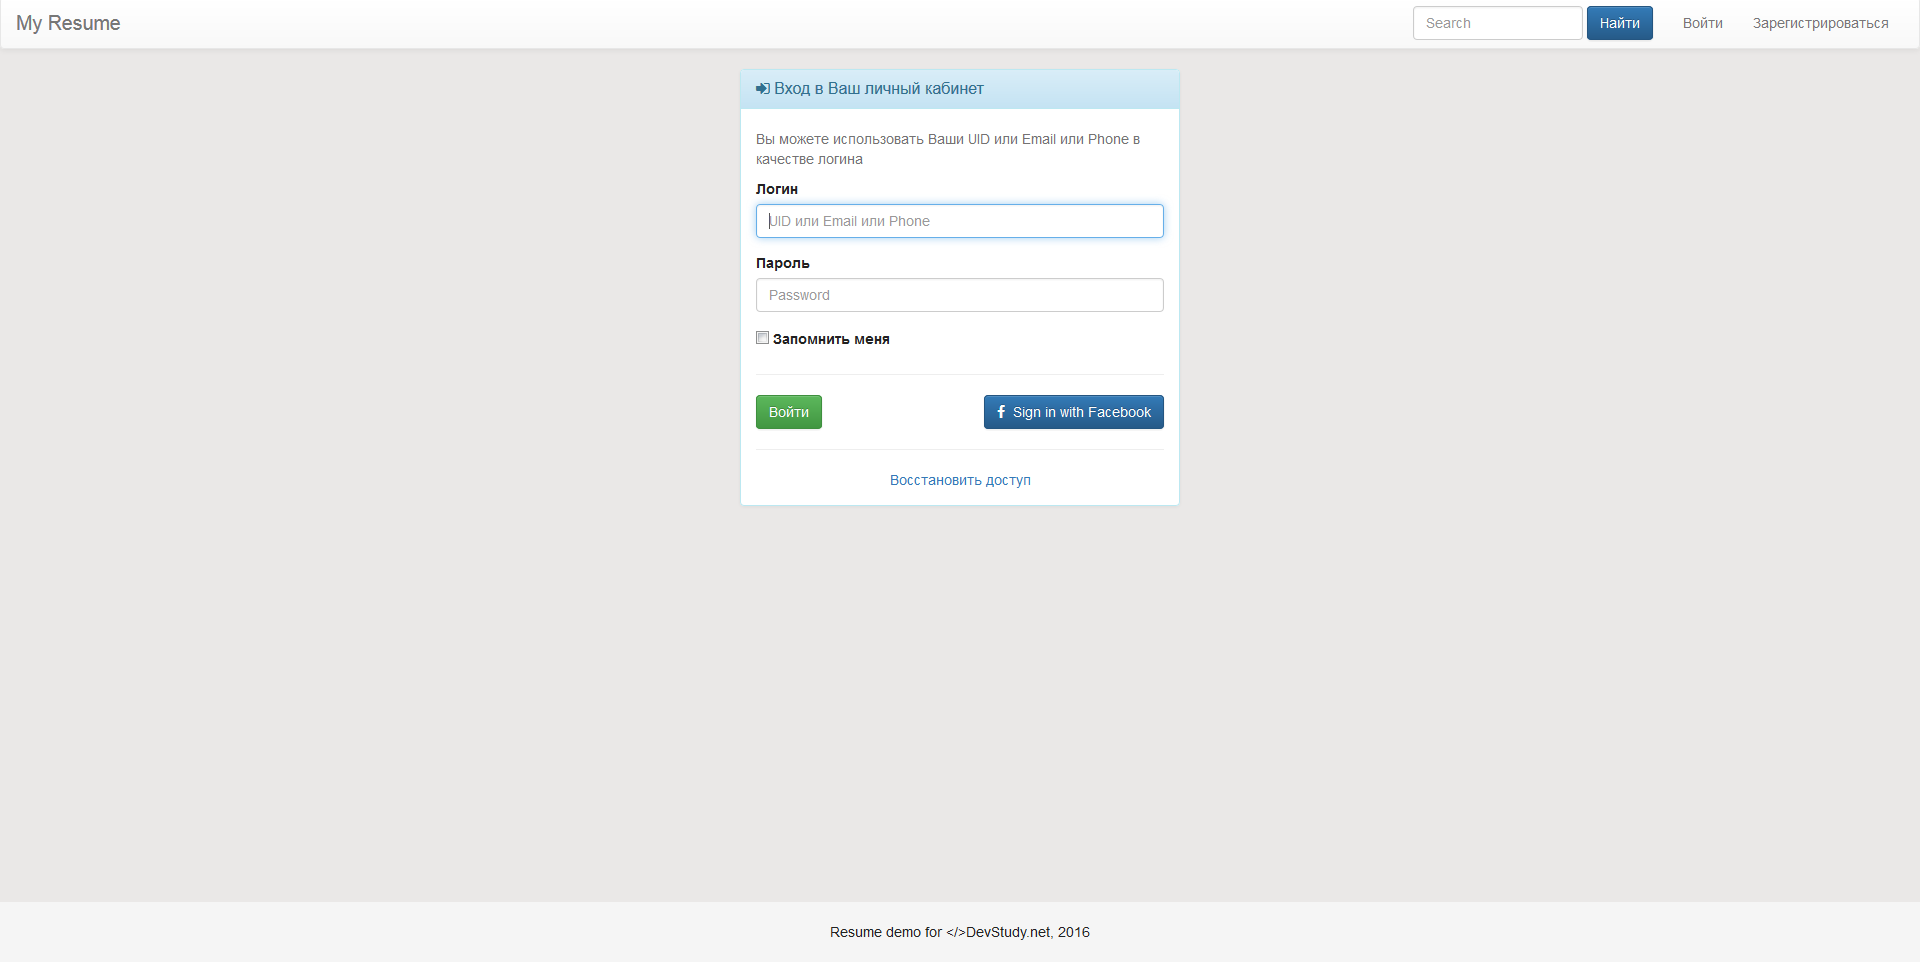 My Resume
Search
Найти
Войти
Зарегистрироваться
Вход в Ваш личный кабинет
Вы можете использовать Ваши UID или Email или Phone в
качестве логина
Логин
UID или Email или Phone
Пароль
Password
Запомнить меня
Войти
Sign in with Facebook
Восстановить доступ
Resume demo for </>DevStudy.net, 2016